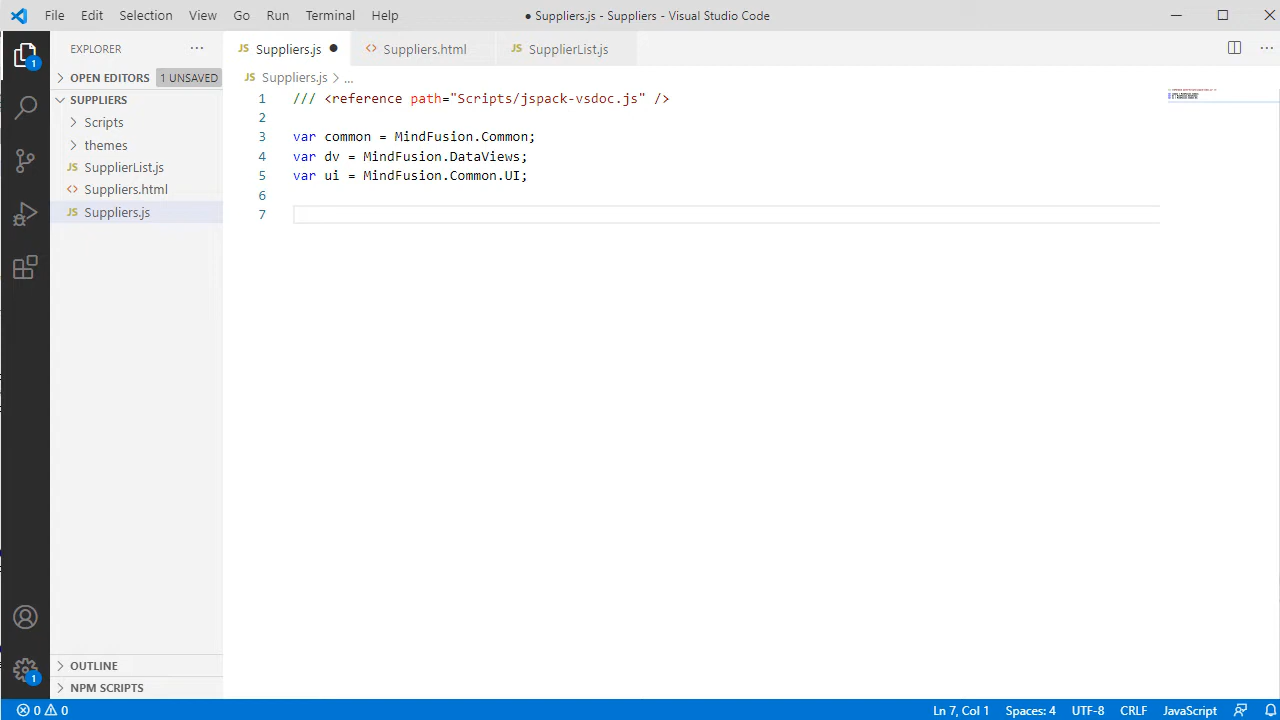 File Edit Selection View Go Run Terminal Help ● Suppliers.js - Suppliers - Visual Studio Code
EXPLORER ···
OPEN EDITORS 1 UNSAVED
SUPPLIERS
Scripts
themes
JS SupplierList.js
<> Suppliers.html
JS Suppliers.js
OUTLINE
NPM SCRIPTS
1
1
JS Suppliers.js ● <> Suppliers.html JS SupplierList.js
JS Suppliers.js > ...
1 /// <reference path="Scripts/jspack-vsdoc.js" />
2
3 var common = MindFusion.Common;
4 var dv = MindFusion.DataViews;
5 var ui = MindFusion.Common.UI;
6
7
0 0 Ln 7, Col 1 Spaces: 4 UTF-8 CRLF JavaScript